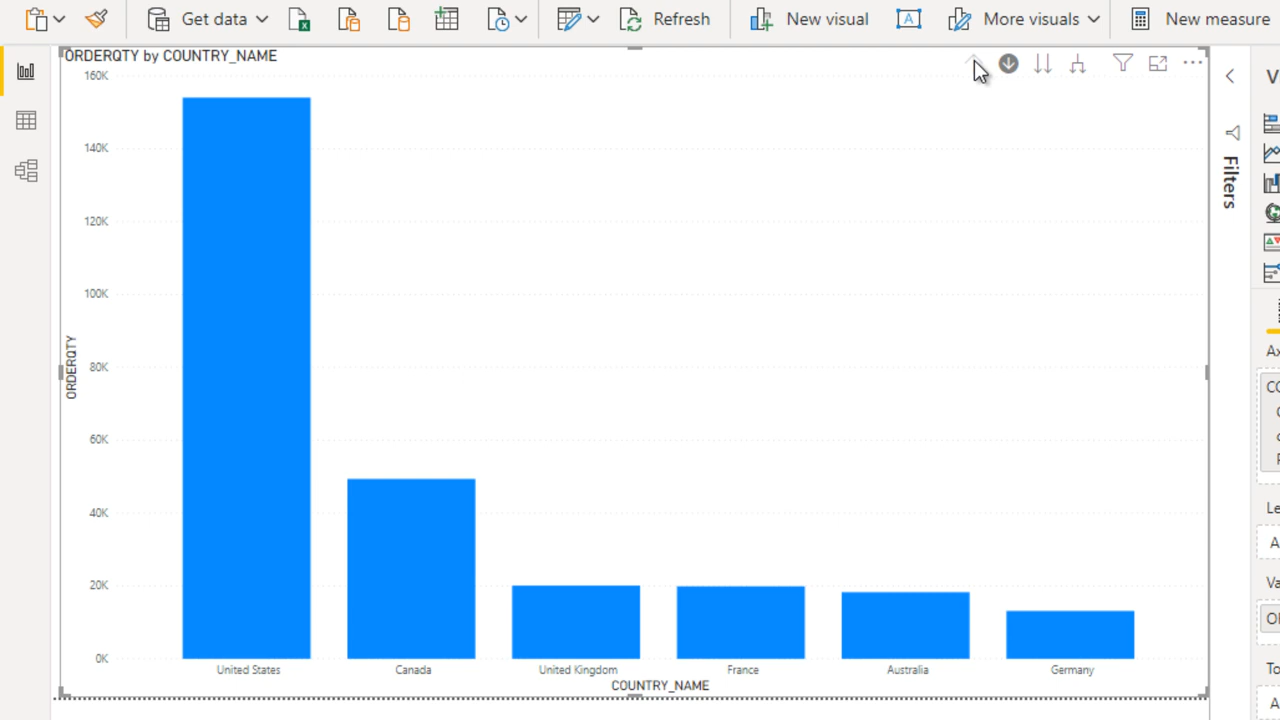 Get data Refresh New visual A More visuals New measure
ORDERQTY by COUNTRY_NAME
160K
140K
120K
100K
80K
60K
40K
20K
0K
ORDERQTY
United States Canada United Kingdom France Australia Germany
COUNTRY_NAME
Filters